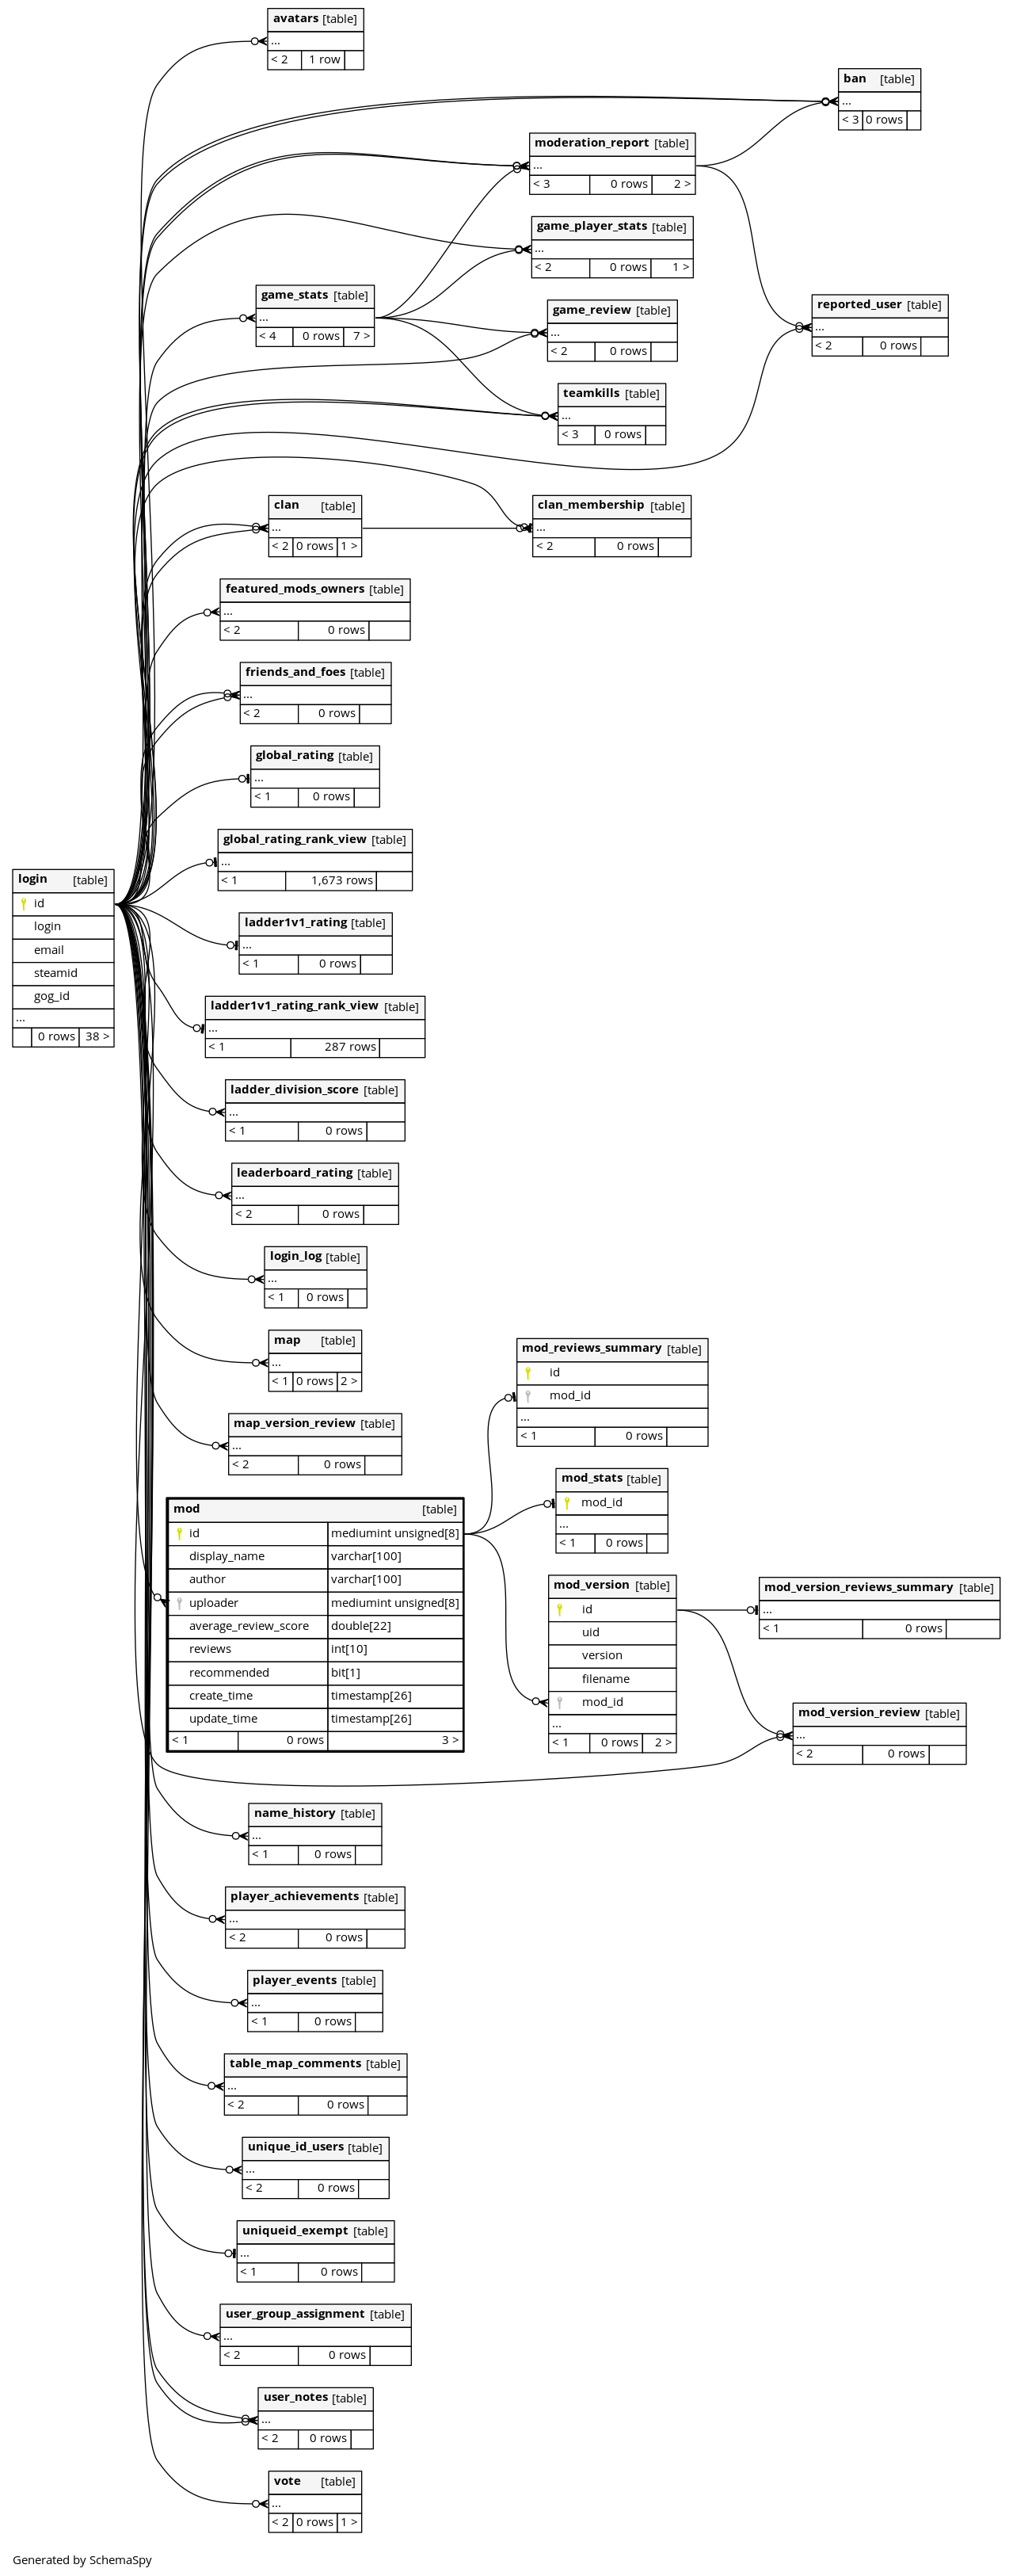 avatars [table]
...
< 2 1 row
ban [table]
...
< 3 0 rows
moderation_report [table]
...
< 3 0 rows 2 >
game_player_stats [table]
...
< 2 0 rows 1 >
game_stats [table]
...
< 4 0 rows 7 >
game_review [table]
...
< 2 0 rows
reported_user [table]
...
< 2 0 rows
teamkills [table]
...
< 3 0 rows
clan [table]
...
< 2 0 rows 1 >
clan_membership [table]
...
< 2 0 rows
featured_mods_owners [table]
...
< 2 0 rows
friends_and_foes [table]
...
< 2 0 rows
global_rating [table]
...
< 1 0 rows
global_rating_rank_view [table]
...
< 1 1,673 rows
login [table]
id
login
email
steamid
gog_id
...
0 rows 38 >
ladder1v1_rating [table]
...
< 1 0 rows
ladder1v1_rating_rank_view [table]
...
< 1 287 rows
ladder_division_score [table]
...
< 1 0 rows
leaderboard_rating [table]
...
< 2 0 rows
login_log [table]
...
< 1 0 rows
map [table]
...
< 1 0 rows 2 >
mod_reviews_summary [table]
id
mod_id
...
< 1 0 rows
map_version_review [table]
...
< 2 0 rows
mod_stats [table]
mod_id
...
< 1 0 rows
mod [table]
id mediumint unsigned[8]
display_name varchar[100]
author varchar[100]
uploader mediumint unsigned[8]
average_review_score double[22]
reviews int[10]
recommended bit[1]
create_time timestamp[26]
update_time timestamp[26]
< 1 0 rows 3 >
mod_version [table]
id
uid
version
filename
mod_id
...
< 1 0 rows 2 >
mod_version_reviews_summary [table]
...
< 1 0 rows
mod_version_review [table]
...
< 2 0 rows
name_history [table]
...
< 1 0 rows
player_achievements [table]
...
< 2 0 rows
player_events [table]
...
< 1 0 rows
table_map_comments [table]
...
< 2 0 rows
unique_id_users [table]
...
< 2 0 rows
uniqueid_exempt [table]
...
< 1 0 rows
user_group_assignment [table]
...
< 2 0 rows
user_notes [table]
...
< 2 0 rows
vote [table]
...
< 2 0 rows 1 >
Generated by SchemaSpy